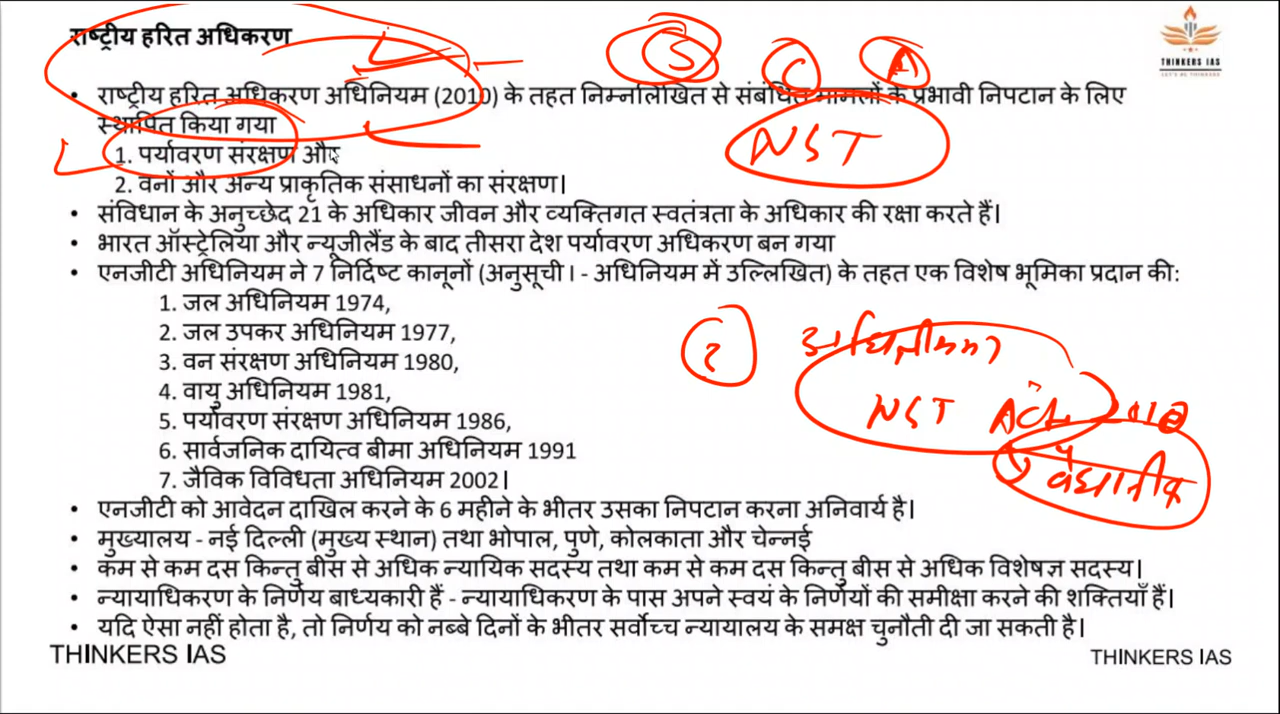 राष्ट्रीय हरित अधिकरण
THINKERS IAS
LET'S BE THINKERS
S C A
• राष्ट्रीय हरित अधिकरण अधिनियम (2010) के तहत निम्नलिखित से संबंधित मामलों के प्रभावी निपटान के लिए
स्थापित किया गया
NGT
1. पर्यावरण संरक्षण और
2. वनों और अन्य प्राकृतिक संसाधनों का संरक्षण।
• संविधान के अनुच्छेद 21 के अधिकार जीवन और व्यक्तिगत स्वतंत्रता के अधिकार की रक्षा करते हैं।
• भारत ऑस्ट्रेलिया और न्यूजीलैंड के बाद तीसरा देश पर्यावरण अधिकरण बन गया
• एनजीटी अधिनियम ने 7 निर्दिष्ट कानूनों (अनुसूची। - अधिनियम में उल्लिखित) के तहत एक विशेष भूमिका प्रदान की:
1. जल अधिनियम 1974,
2. जल उपकर अधिनियम 1977,
3. वन संरक्षण अधिनियम 1980,
4. वायु अधिनियम 1981,
5. पर्यावरण संरक्षण अधिनियम 1986,
6. सार्वजनिक दायित्व बीमा अधिनियम 1991
7. जैविक विविधता अधिनियम 2002।
NGT ACt
• एनजीटी को आवेदन दाखिल करने के 6 महीने के भीतर उसका निपटान करना अनिवार्य है।
• मुख्यालय - नई दिल्ली (मुख्य स्थान) तथा भोपाल, पुणे, कोलकाता और चेन्नई
• कम से कम दस किन्तु बीस से अधिक न्यायिक सदस्य तथा कम से कम दस किन्तु बीस से अधिक विशेषज्ञ सदस्य।
• न्यायाधिकरण के निर्णय बाध्यकारी हैं - न्यायाधिकरण के पास अपने स्वयं के निर्णयों की समीक्षा करने की शक्तियाँ हैं।
• यदि ऐसा नहीं होता है, तो निर्णय को नब्बे दिनों के भीतर सर्वोच्च न्यायालय के समक्ष चुनौती दी जा सकती है।
THINKERS IAS
THINKERS IAS